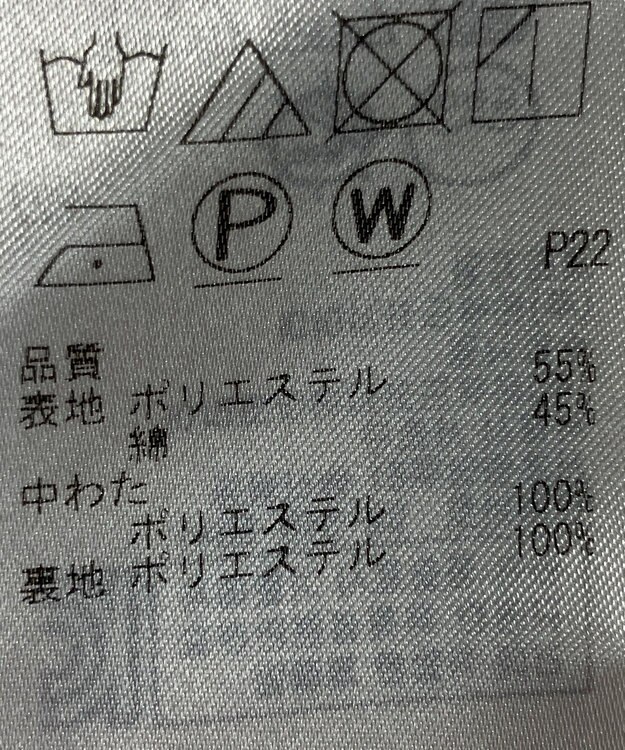 P W
P22
品質
表地 ポリエステル 55%
綿 45%
中わた
ポリエステル 100%
裏地 ポリエステル 100%